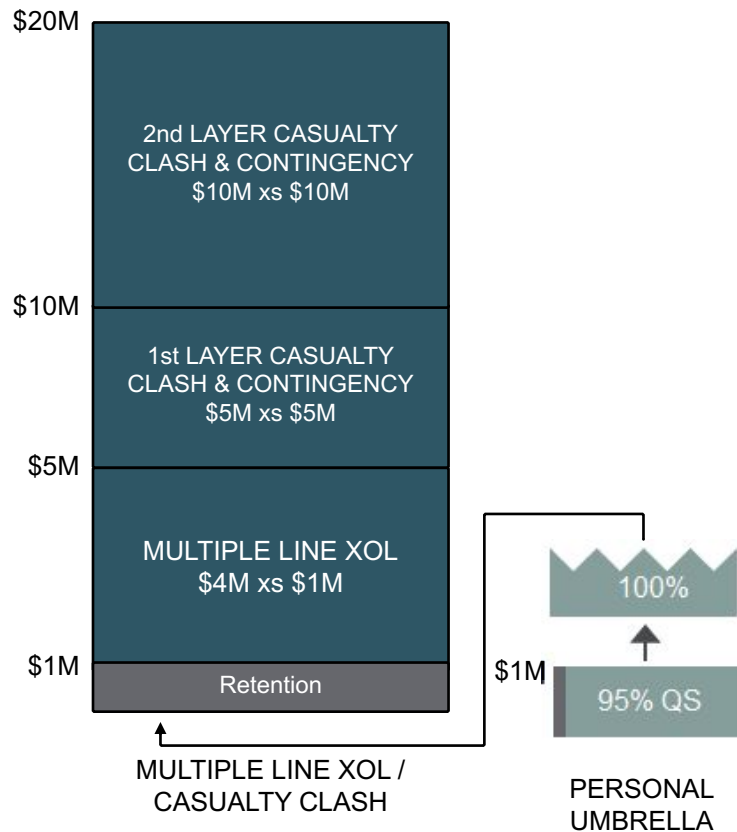 $20M
2nd LAYER CASUALTY
CLASH & CONTINGENCY
$10M xs $10M
$10M
1st LAYER CASUALTY
CLASH & CONTINGENCY
$5M xs $5M
$5M
MULTIPLE LINE XOL
$4M xs $1M
$1M
Retention
MULTIPLE LINE XOL /
CASUALTY CLASH
100%
$1M
95% QS
PERSONAL
UMBRELLA